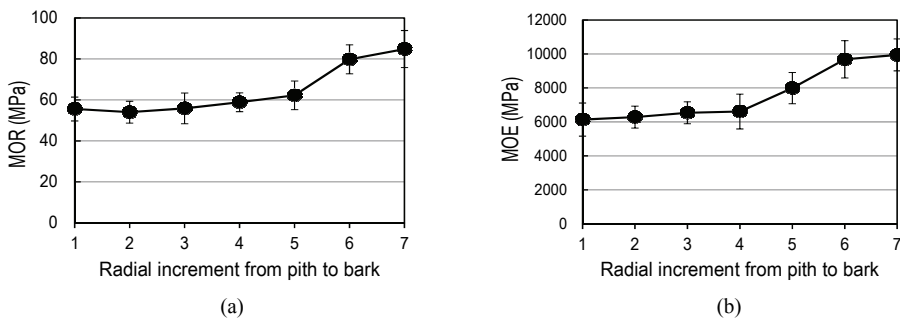 100
80
60
40
20
0
MOR (MPa)
1 2 3 4 5 6 7
Radial increment from pith to bark
(a)
12000
10000
8000
6000
4000
2000
0
MOE (MPa)
1 2 3 4 5 6 7
Radial increment from pith to bark
(b)